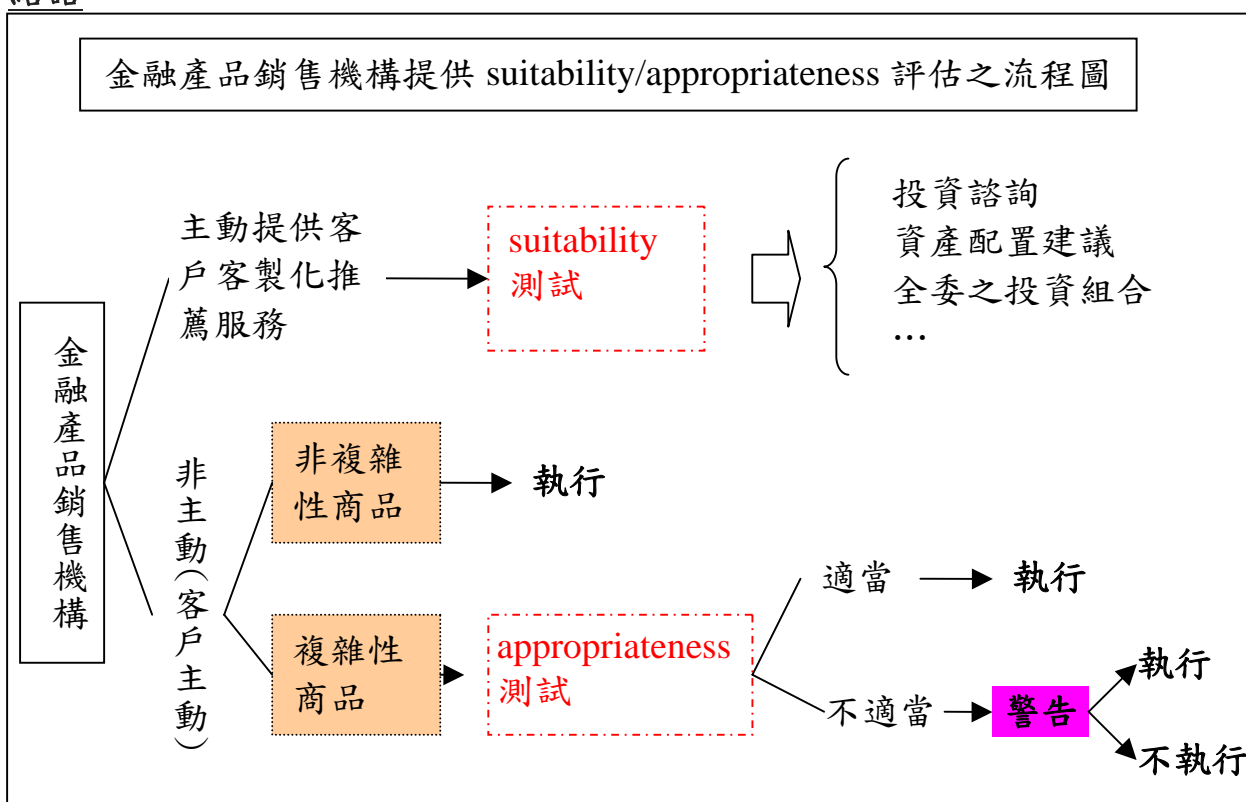 金融產品銷售機構提供 suitability/appropriateness 評估之流程圖
金融產品銷售機構
主動提供客
戶客製化推
薦服務
suitability
測試
投資諮詢
資產配置建議
全委之投資組合
…
非主動(客戶主動)
非複雜
性商品
執行
複雜性
商品
appropriateness
測試
適當
執行
不適當
警告
執行
不執行